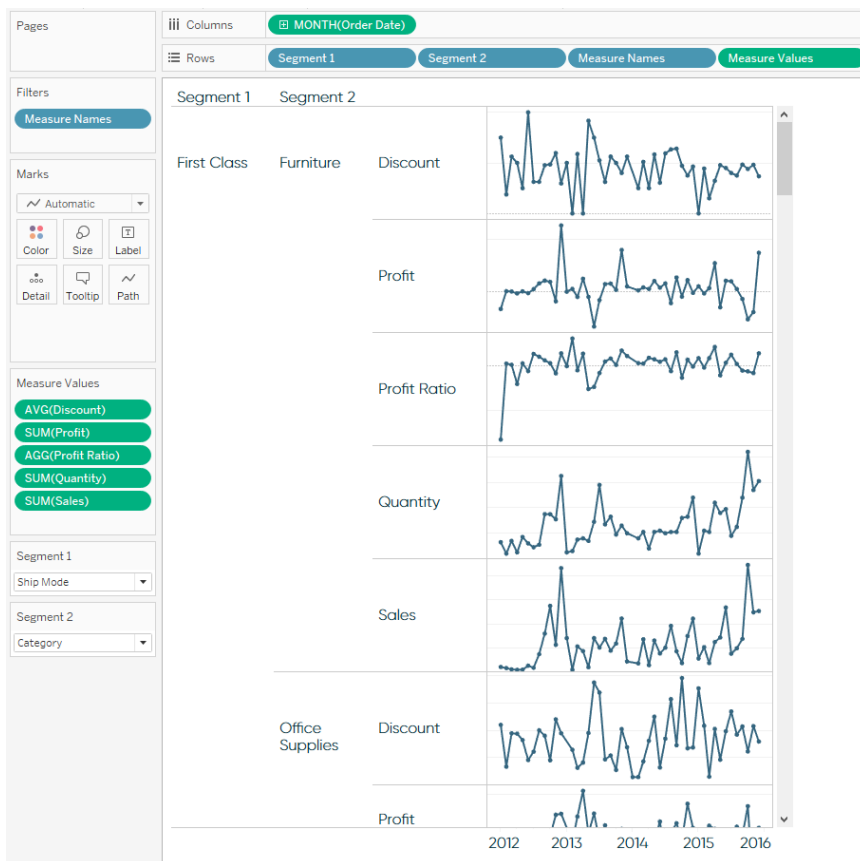 Pages
Columns
MONTH(Order Date)
Rows
Segment 1
Segment 2
Measure Names
Measure Values
Filters
Measure Names
Marks
Automatic
Color
Size
Label
Detail
Tooltip
Path
Measure Values
AVG(Discount)
SUM(Profit)
AGG(Profit Ratio)
SUM(Quantity)
SUM(Sales)
Segment 1
Ship Mode
Segment 2
Category
Segment 1
Segment 2
First Class
Furniture
Discount
Profit
Profit Ratio
Quantity
Sales
Office
Supplies
Discount
Profit
2012
2013
2014
2015
2016